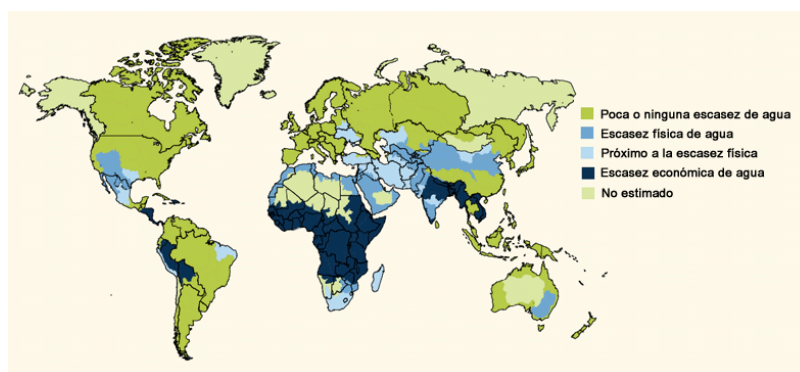 Poca o ninguna escasez de agua
Escasez física de agua
Próximo a la escasez física
Escasez económica de agua
No estimado